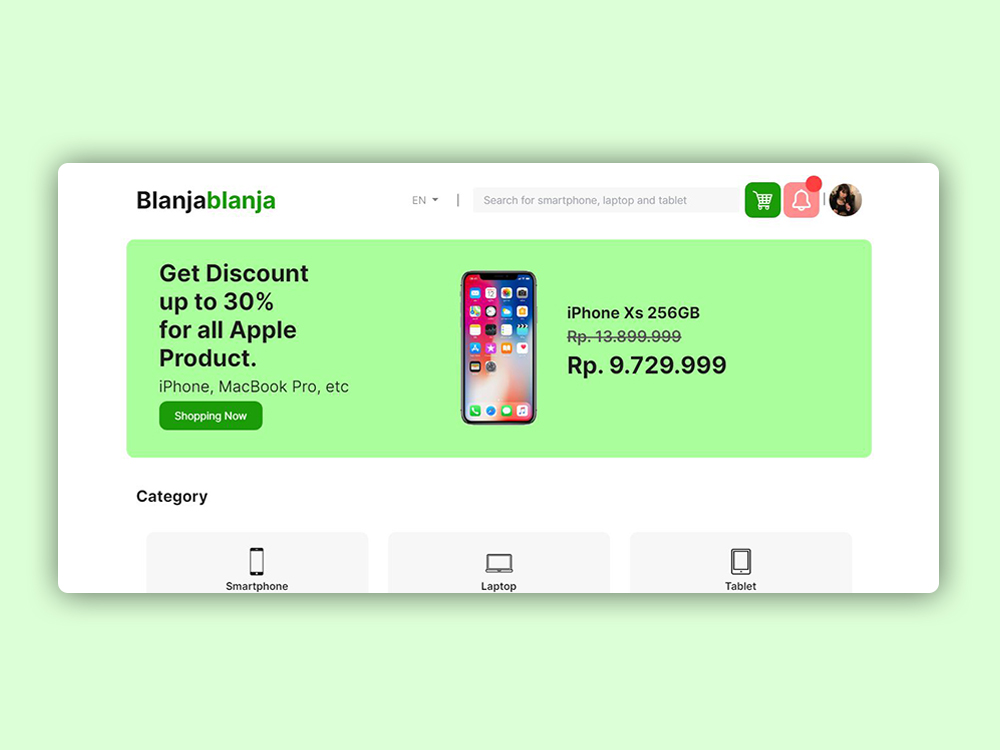 Blanjablanja
EN
|
Search for smartphone, laptop and tablet
|
Get Discount
up to 30%
for all Apple
Product.
iPhone, MacBook Pro, etc
Shopping Now
iPhone Xs 256GB
Rp. 13.899.999
Rp. 9.729.999
Category
Smartphone
Laptop
Tablet